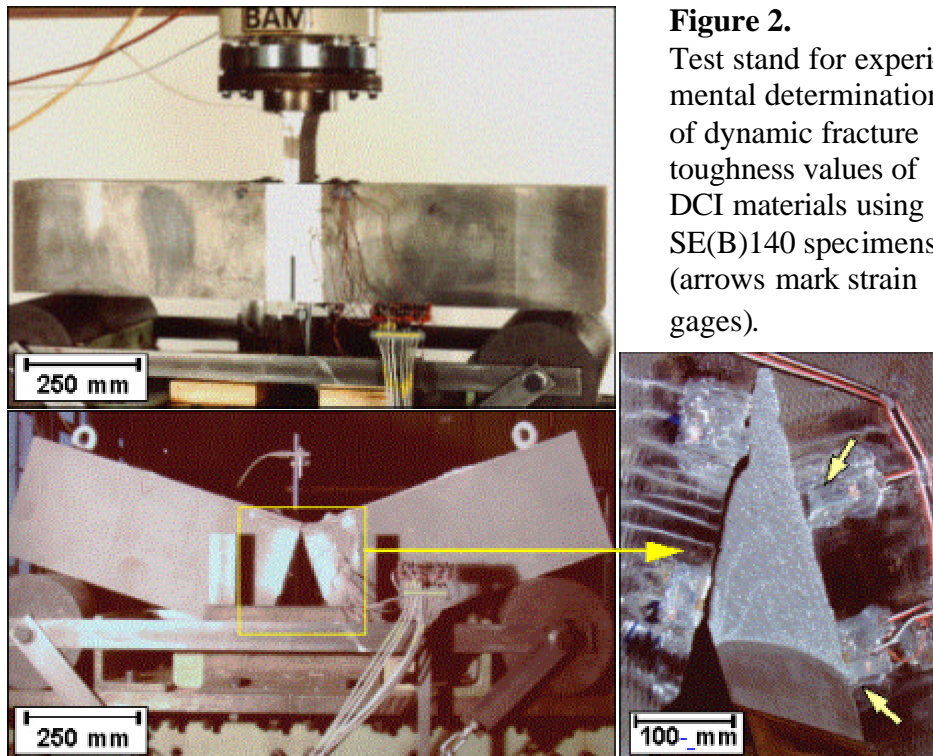 BAM
Figure 2.
Test stand for experi-
mental determination
of dynamic fracture
toughness values of
DCI materials using
SE(B)140 specimens
(arrows mark strain
gages).
250 mm
250 mm
100-_mm